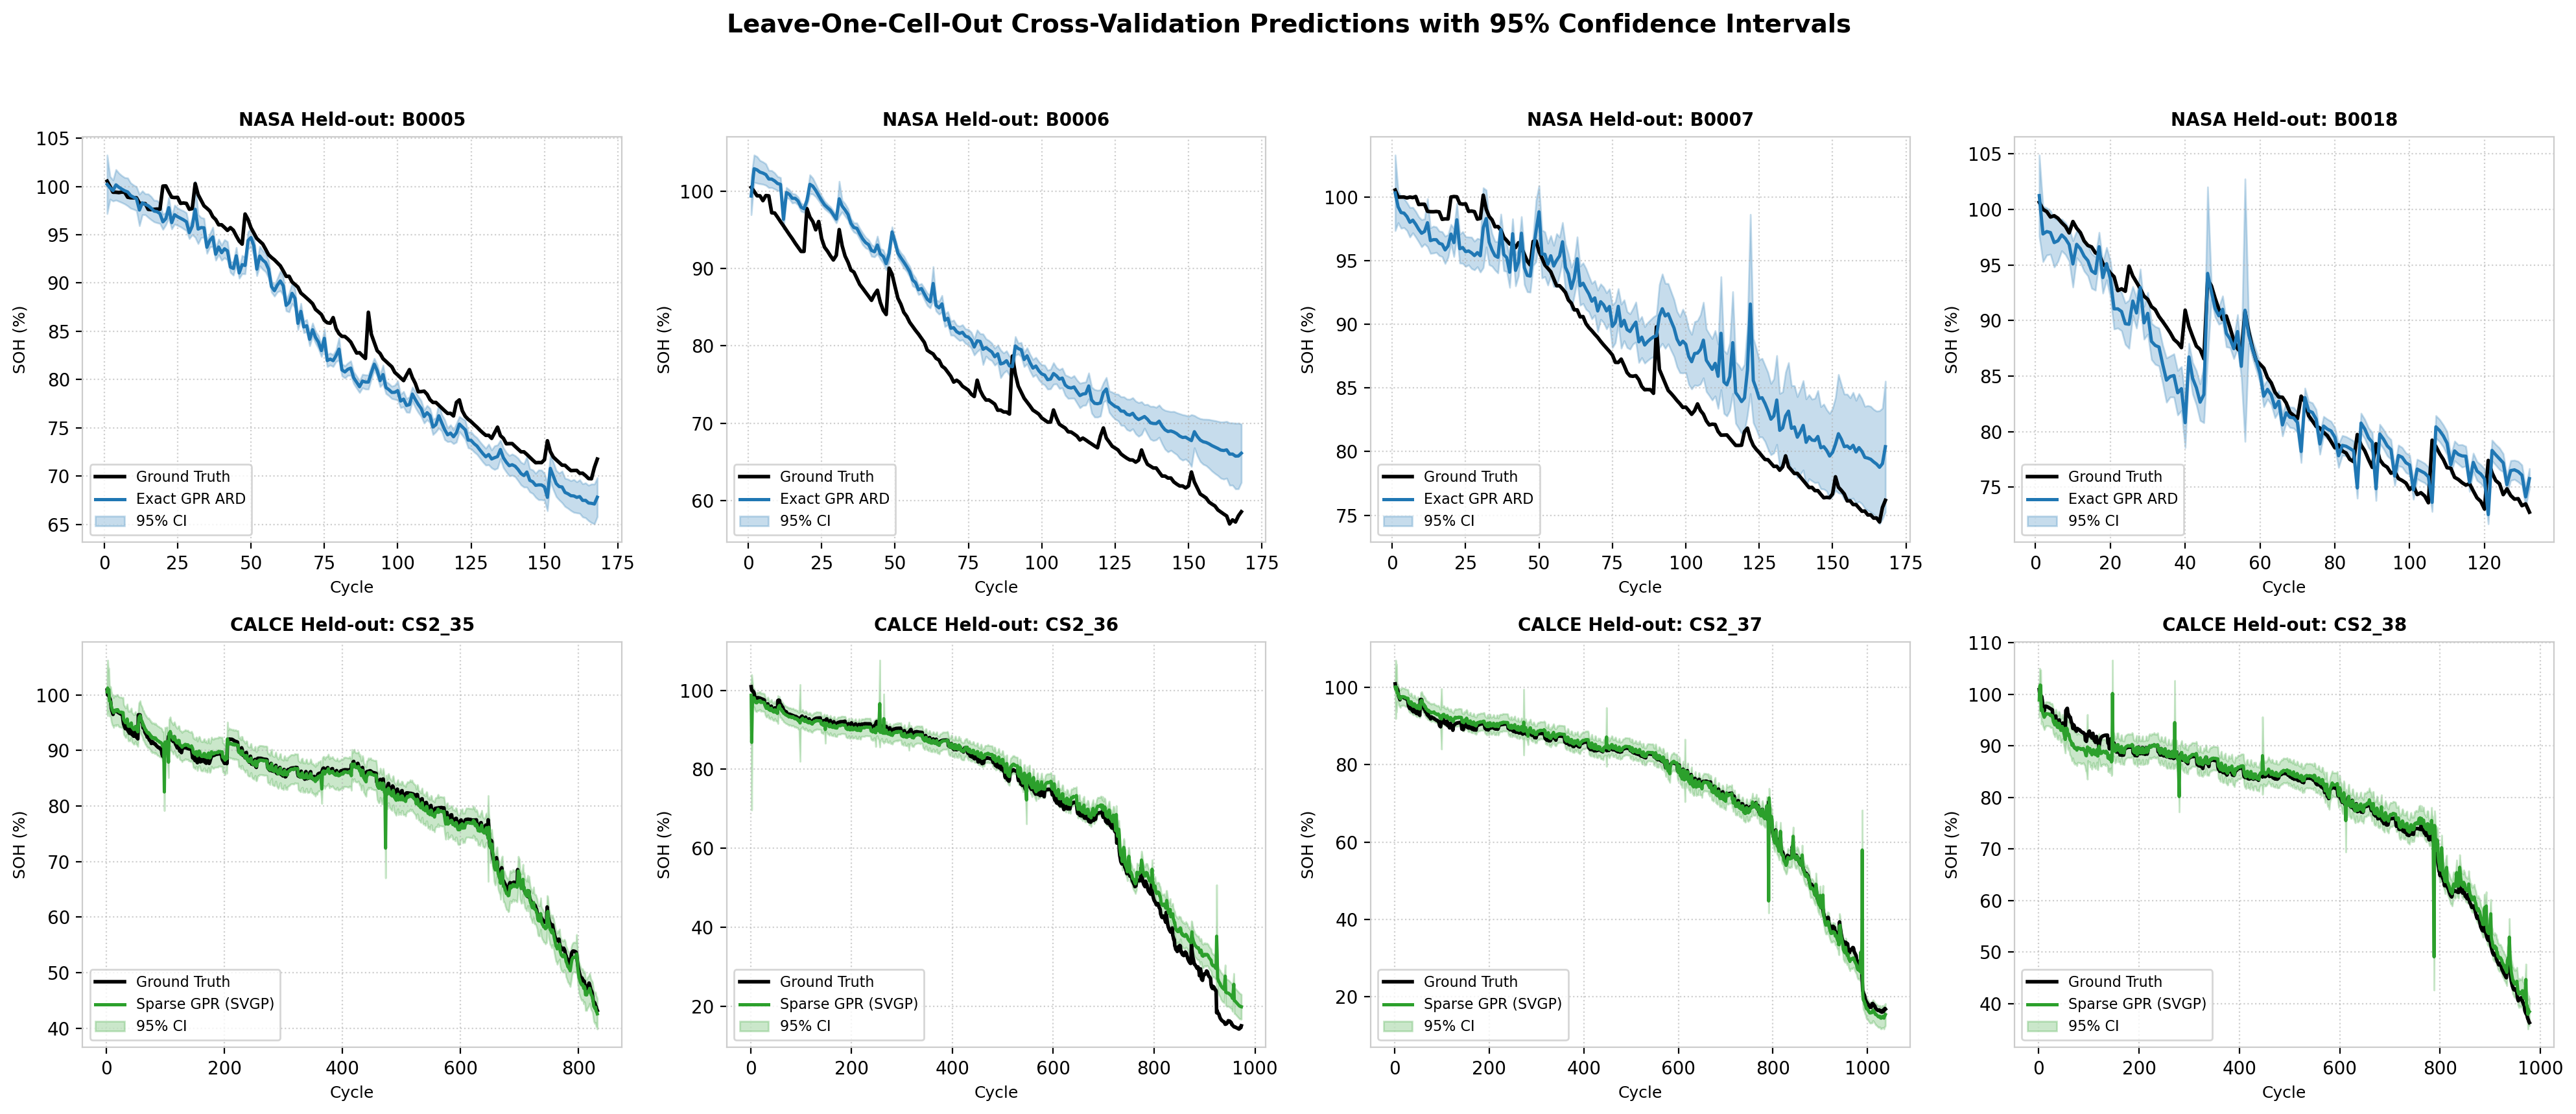 Leave-One-Cell-Out Cross-Validation Predictions with 95% Confidence Intervals
NASA Held-out: B0005
105
100
95
90
85
80
75
70
65
SOH (%)
0 25 50 75 100 125 150 175
Cycle
Ground Truth
Exact GPR ARD
95% CI
NASA Held-out: B0006
100
90
80
70
60
SOH (%)
0 25 50 75 100 125 150 175
Cycle
Ground Truth
Exact GPR ARD
95% CI
NASA Held-out: B0007
100
95
90
85
80
75
SOH (%)
0 25 50 75 100 125 150 175
Cycle
Ground Truth
Exact GPR ARD
95% CI
NASA Held-out: B0018
105
100
95
90
85
80
75
SOH (%)
0 20 40 60 80 100 120
Cycle
Ground Truth
Exact GPR ARD
95% CI
CALCE Held-out: CS2_35
100
90
80
70
60
50
40
SOH (%)
0 200 400 600 800
Cycle
Ground Truth
Sparse GPR (SVGP)
95% CI
CALCE Held-out: CS2_36
100
80
60
40
20
SOH (%)
0 200 400 600 800 1000
Cycle
Ground Truth
Sparse GPR (SVGP)
95% CI
CALCE Held-out: CS2_37
100
80
60
40
20
SOH (%)
0 200 400 600 800 1000
Cycle
Ground Truth
Sparse GPR (SVGP)
95% CI
CALCE Held-out: CS2_38
110
100
90
80
70
60
50
40
SOH (%)
0 200 400 600 800 1000
Cycle
Ground Truth
Sparse GPR (SVGP)
95% CI